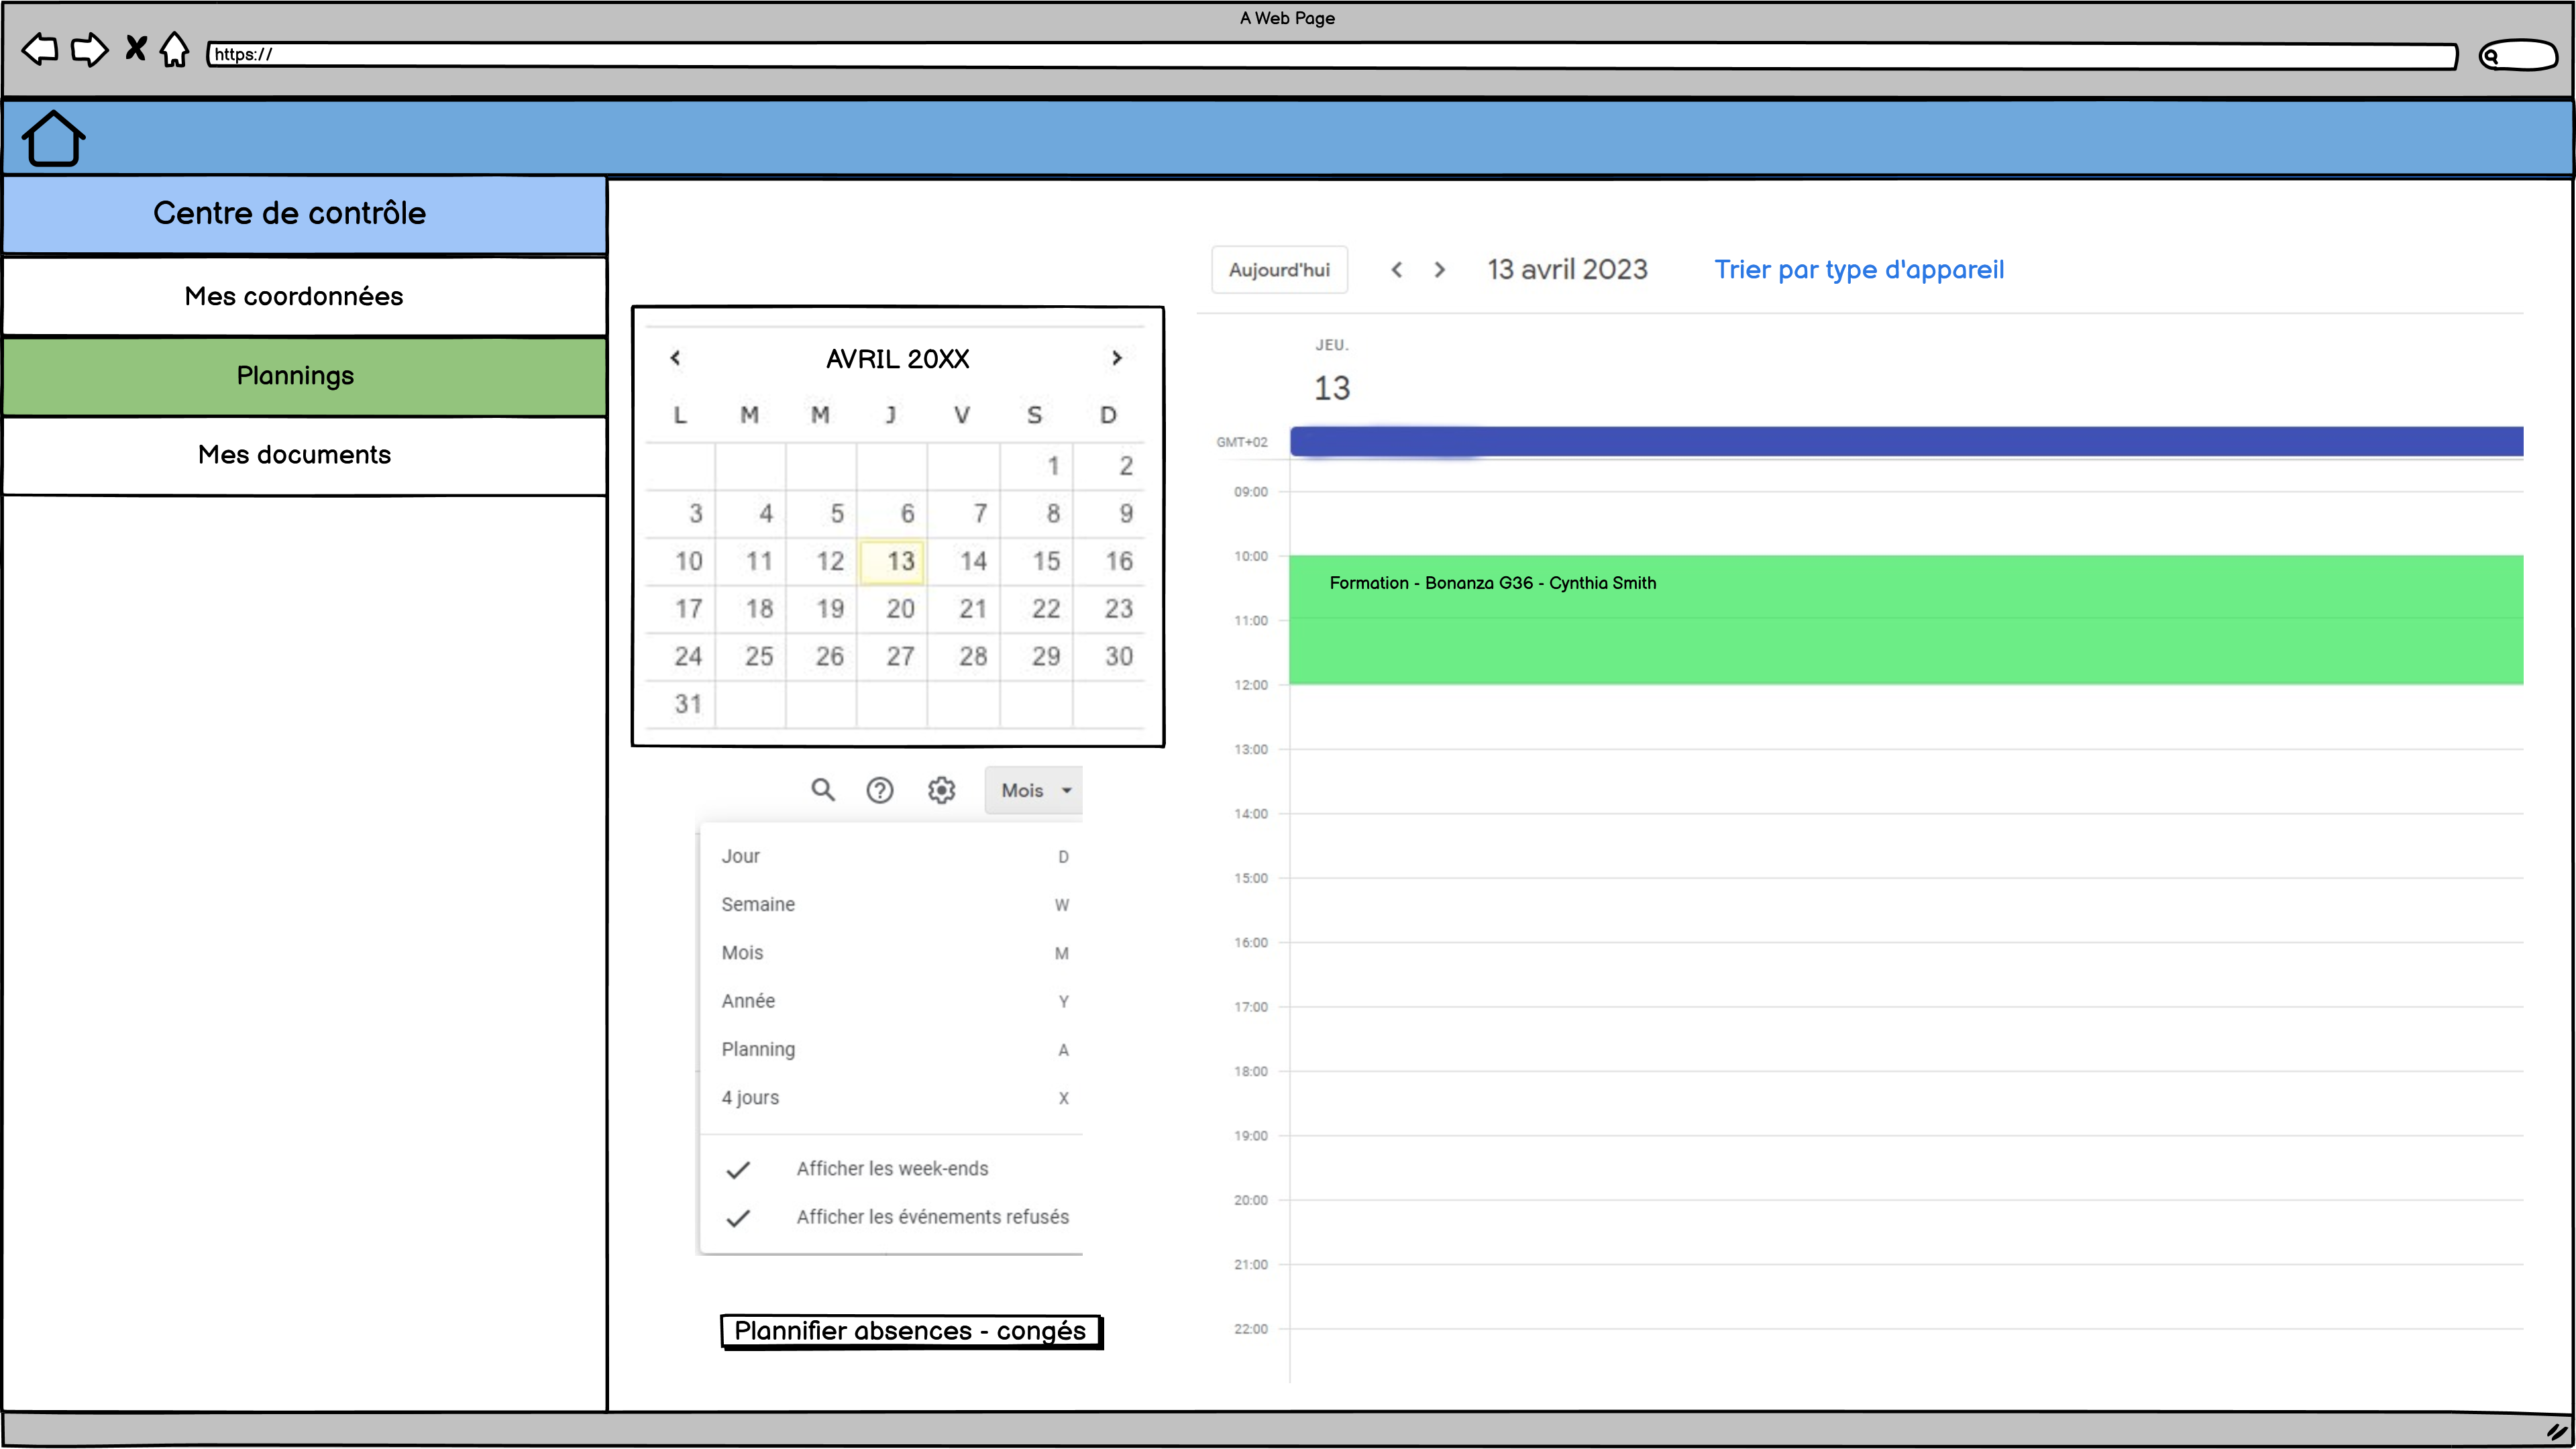 A Web Page
https://
Centre de contrôle
Mes coordonnées
Plannings
Mes documents
AVRIL 20XX
L M M J V S D
1 2
3 4 5 6 7 8 9
10 11 12 13 14 15 16
17 18 19 20 21 22 23
24 25 26 27 28 29 30
31
Mois
Jour D
Semaine W
Mois M
Année Y
Planning A
4 jours X
Afficher les week-ends
Afficher les événements refusés
Plannifier absences - congés
Aujourd'hui 13 avril 2023 Trier par type d'appareil
JEU.
13
GMT+02
09:00
10:00
Formation - Bonanza G36 - Cynthia Smith
11:00
12:00
13:00
14:00
15:00
16:00
17:00
18:00
19:00
20:00
21:00
22:00